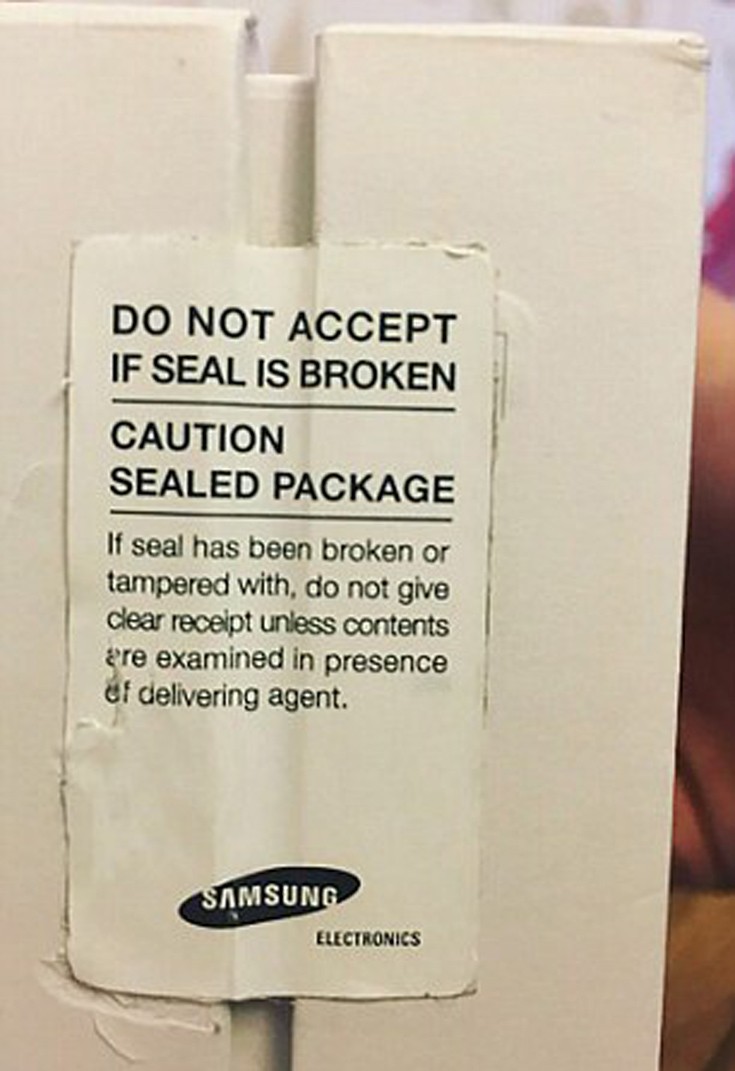 DO NOT ACCEPT
IF SEAL IS BROKEN
CAUTION
SEALED PACKAGE
If seal has been broken or
tampered with, do not give
clear receipt unless contents
are examined in presence
of delivering agent.
SAMSUNG
ELECTRONICS